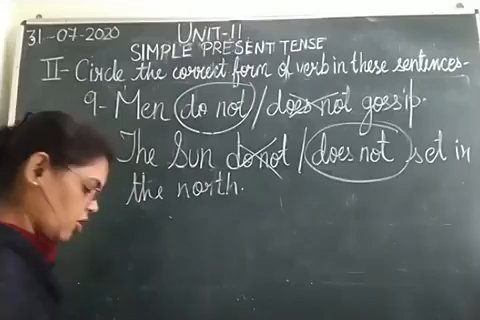 31-07-2020
UNIT-II
SIMPLE PRESENT TENSE
II- Circle the correct form of verb in these sentences-
9- Men do not / does not gossip.
The Sun do not / does not set in
the north.